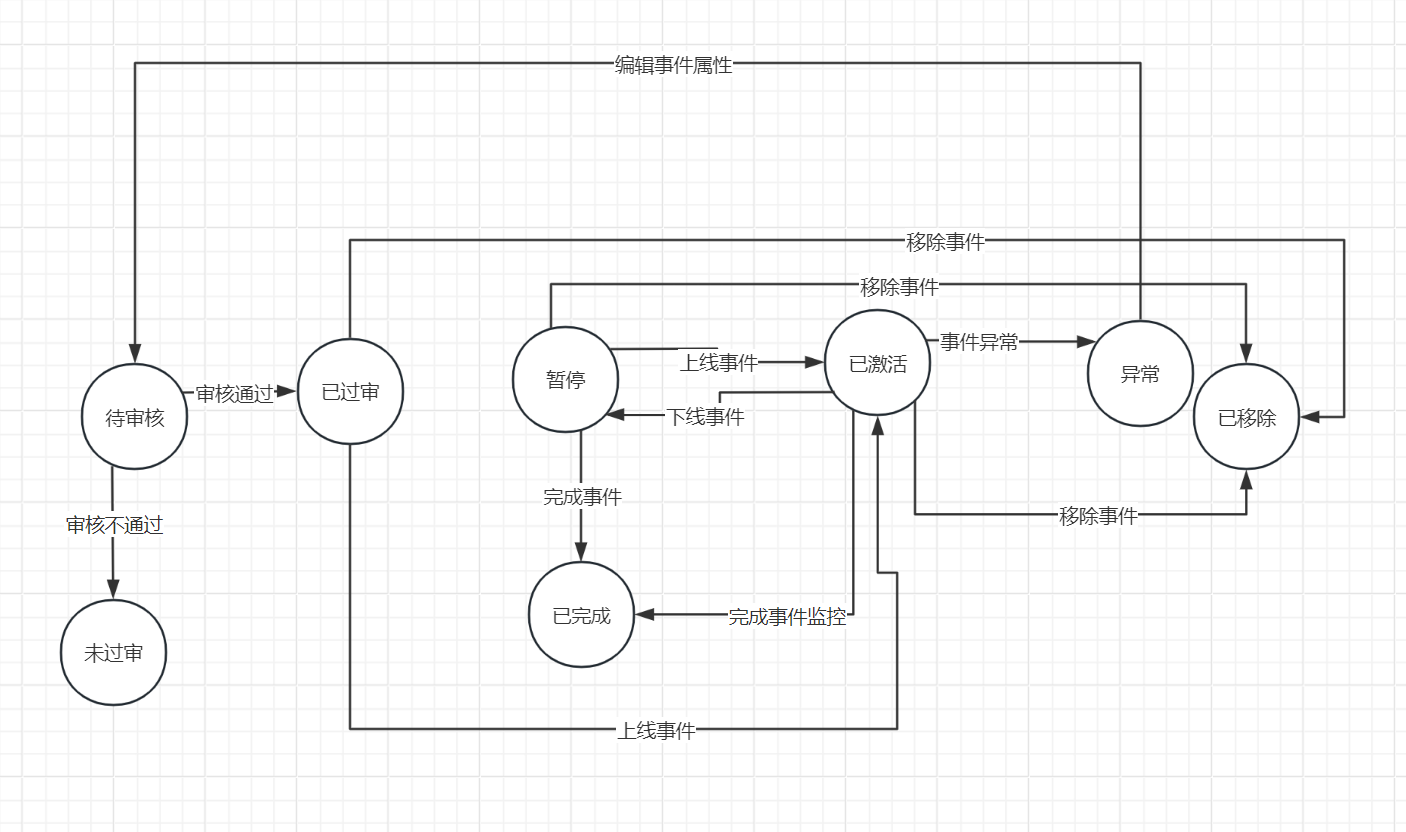 编辑事件属性
移除事件
移除事件
事件异常
上线事件
已激活
异常
暂停
已过审
审核通过
待审核
下线事件
已移除
完成事件
移除事件
审核不通过
已完成
完成事件监控
未过审
上线事件